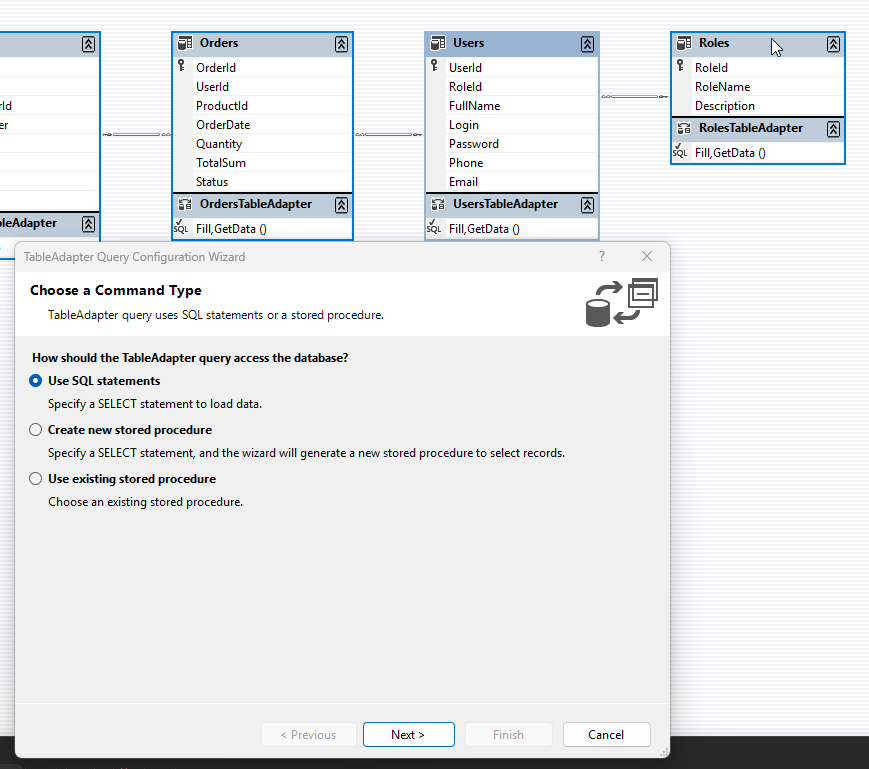 Orders
OrderId
UserId
ProductId
OrderDate
Quantity
TotalSum
Status
OrdersTableAdapter
SQL Fill,GetData ()
Users
UserId
RoleId
FullName
Login
Password
Phone
Email
UsersTableAdapter
SQL Fill,GetData ()
Roles
RoleId
RoleName
Description
RolesTableAdapter
SQL Fill,GetData ()
TableAdapter Query Configuration Wizard ?
Choose a Command Type
TableAdapter query uses SQL statements or a stored procedure.
How should the TableAdapter query access the database?
Use SQL statements
Specify a SELECT statement to load data.
Create new stored procedure
Specify a SELECT statement, and the wizard will generate a new stored procedure to select records.
Use existing stored procedure
Choose an existing stored procedure.
< Previous
Next >
Finish
Cancel